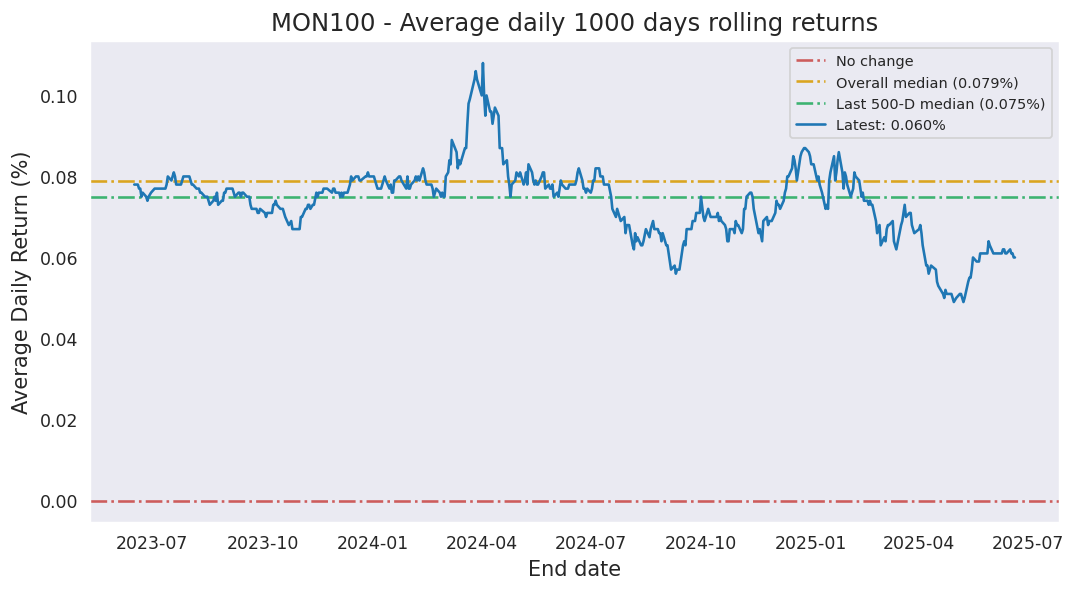 MON100 - Average daily 1000 days rolling returns
No change
Overall median (0.079%)
Last 500-D median (0.075%)
Latest: 0.060%
Average Daily Return (%)
0.10
0.08
0.06
0.04
0.02
0.00
2023-07 2023-10 2024-01 2024-04 2024-07 2024-10 2025-01 2025-04 2025-07
End date